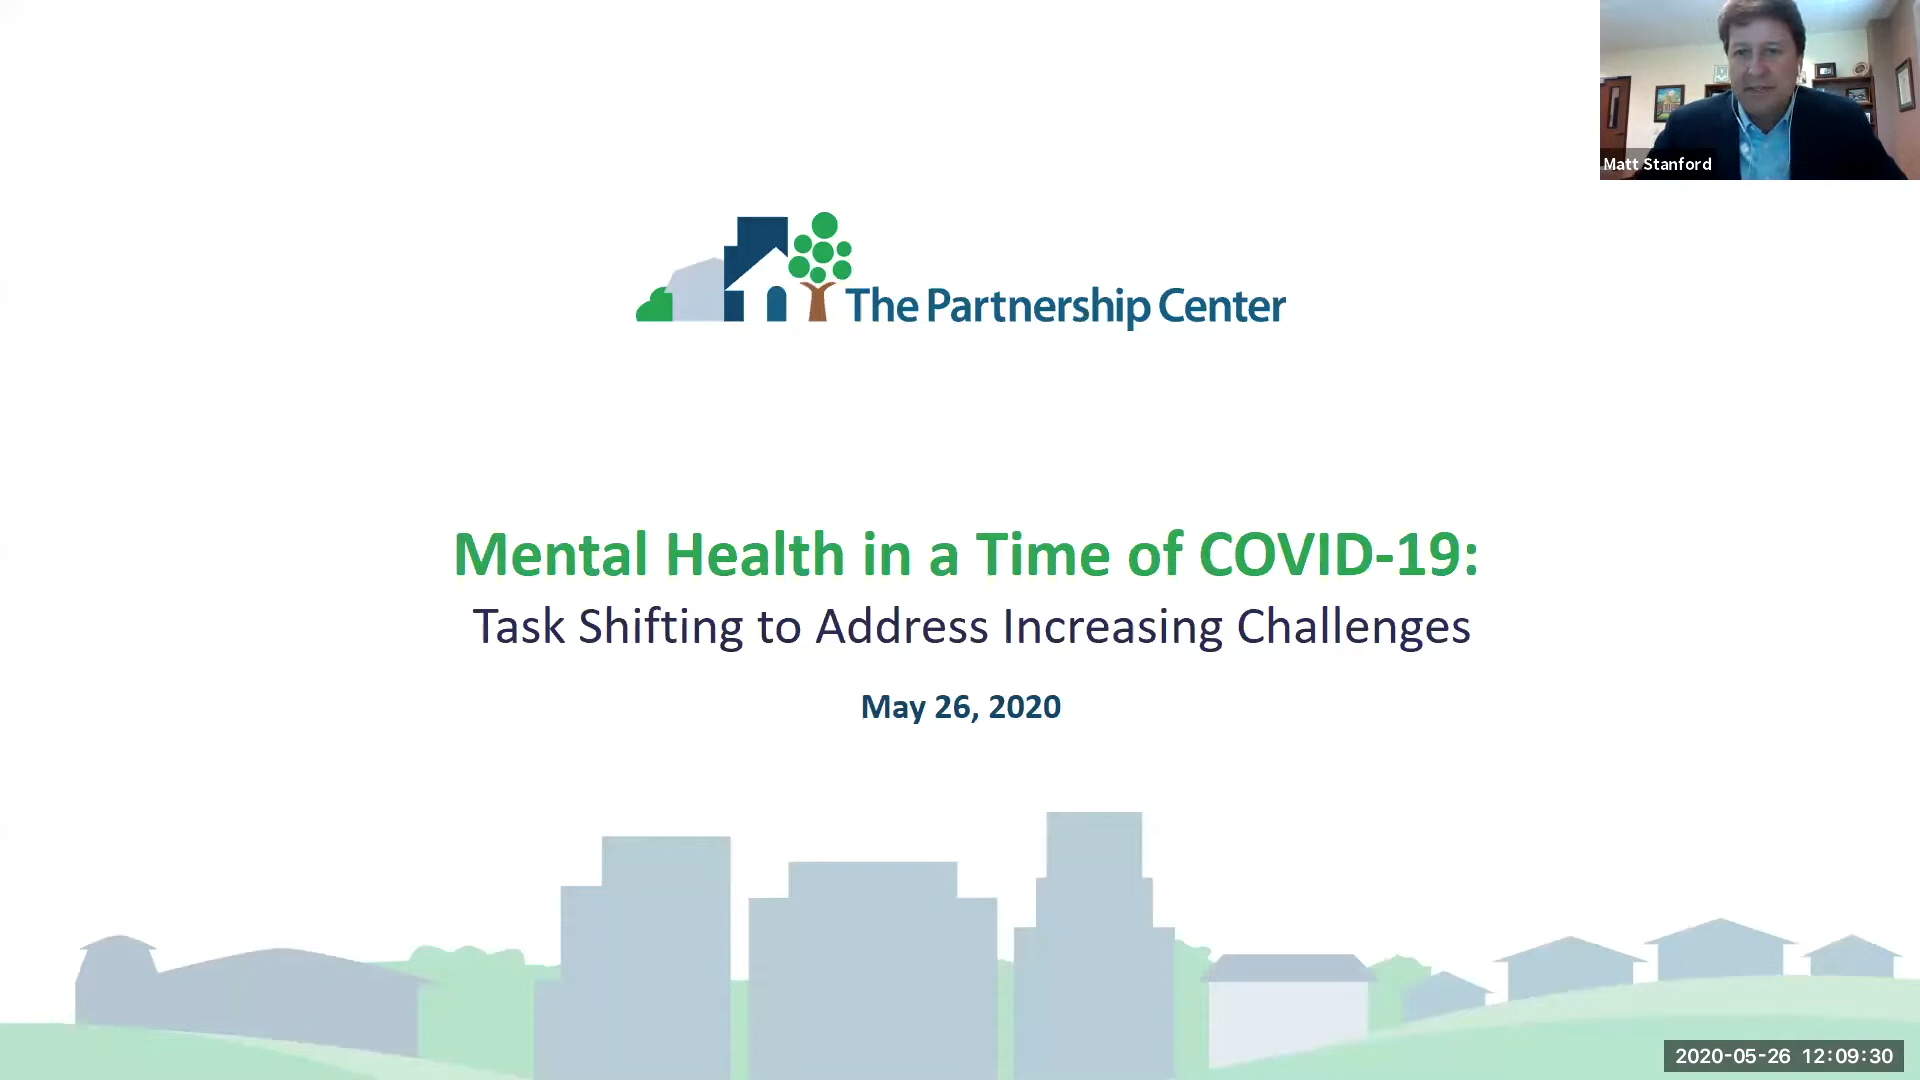 Matt Stanford
The Partnership Center
Mental Health in a Time of COVID-19:
Task Shifting to Address Increasing Challenges
May 26, 2020
2020-05-26 12:09:30